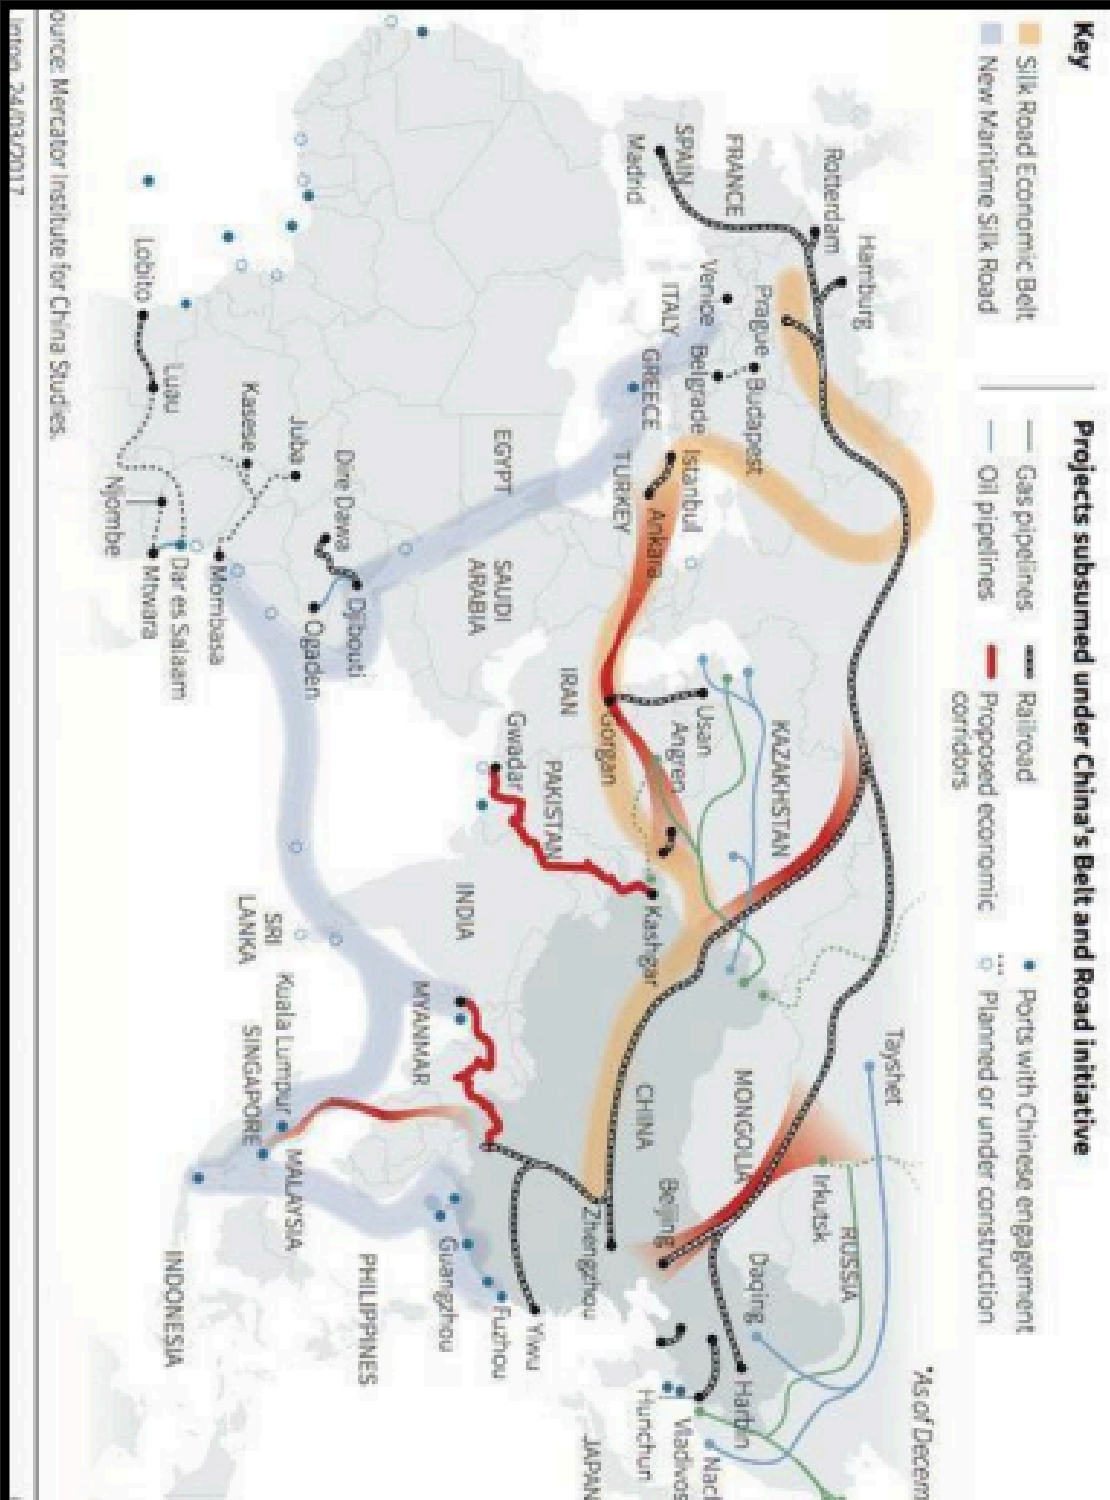 Key
Silk Road Economic Belt
New Maritime Silk Road
Projects subsumed under China's Belt and Road initiative
Gas pipelines
Oil pipelines
Railroad
Proposed economic
corridors
Ports with Chinese engagement
Planned or under construction
*As of Decem
Rotterdam
Hamburg
FRANCE
SPAIN
Madrid
Prague
Venice
ITALY
Budapest
Belgrade
GREECE
Istanbul
TURKEY
Ankara
EGYPT
SAUDI
ARABIA
IRAN
Gorgan
Usan
Angren
KAZAKHSTAN
PAKISTAN
Gwadar
Kashgar
INDIA
SRI
LANKA
MYANMAR
Kuala Lumpur
SINGAPORE
MALAYSIA
INDONESIA
PHILIPPINES
Tayshet
Irkutsk
RUSSIA
MONGOLIA
CHINA
Beijing
Daqing
Zhengzhou
Harbin
Hunchun
Vladivos
JAPAN
Yiwu
Fuzhou
Guangzhou
Dire Dawa
Djibouti
Ogaden
Juba
Kasese
Mombasa
Dar es Salaam
Mtwara
Njombe
Luau
Lobito
ource: Mercator Institute for China Studies.
24/03/2017